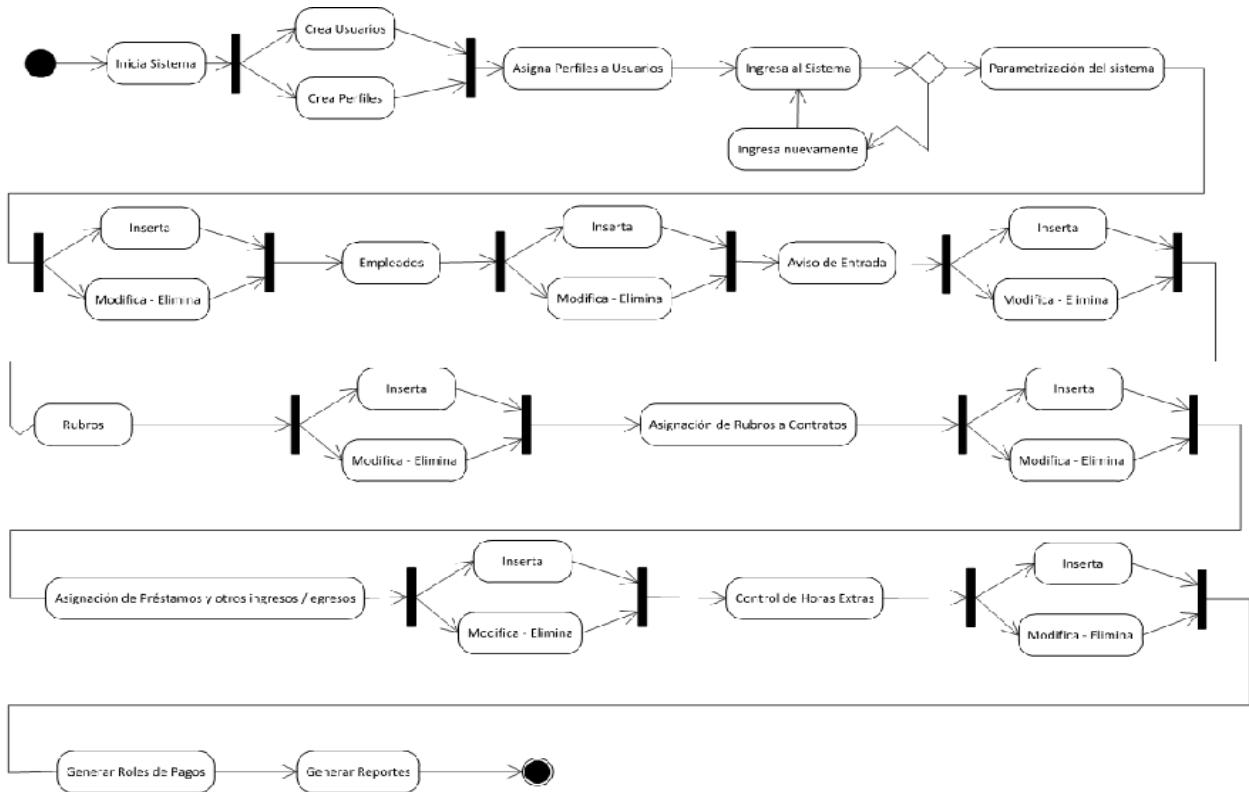 Inicia Sistema
Crea Usuarios
Crea Perfiles
Asigna Perfiles a Usuarios
Ingresa al Sistema
Ingresa nuevamente
Parametrización del sistema
Inserta
Modifica - Elimina
Empleados
Inserta
Modifica - Elimina
Aviso de Entrada
Inserta
Modifica - Elimina
Rubros
Inserta
Modifica - Elimina
Asignación de Rubros a Contratos
Inserta
Modifica - Elimina
Asignación de Préstamos y otros ingresos / egresos
Inserta
Modifica - Elimina
Control de Horas Extras
Inserta
Modifica - Elimina
Generar Roles de Pagos
Generar Reportes